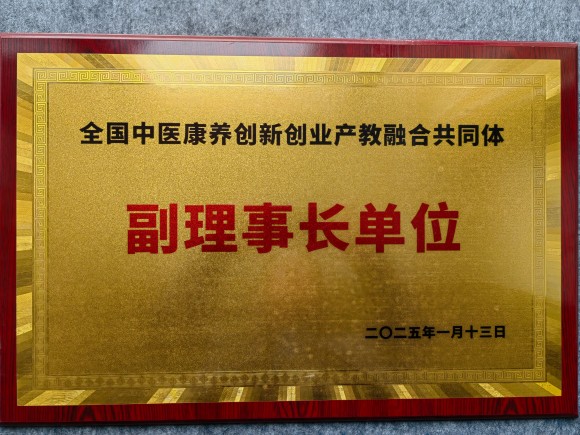 全国中医康养创新创业产教融合共同体
副理事长单位
二〇二五年一月十三日